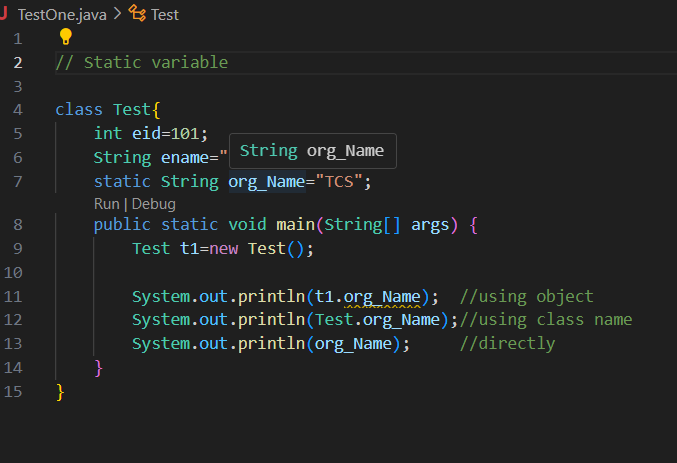 TestOne.java > Test
1
2 // Static variable
3
4 class Test{
5 int eid=101;
6 String ename="
String org_Name
7 static String org_Name="TCS";
Run | Debug
8 public static void main(String[] args) {
9 Test t1=new Test();
10
11 System.out.println(t1.org_Name); //using object
12 System.out.println(Test.org_Name);//using class name
13 System.out.println(org_Name); //directly
14 }
15 }